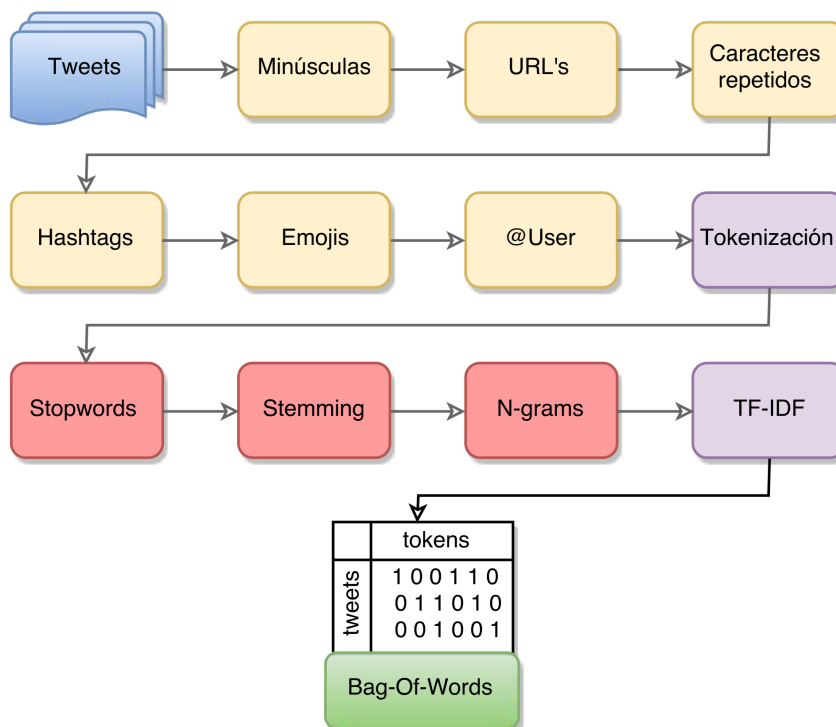 Tweets
Minúsculas
URL's
Caracteres
repetidos
Hashtags
Emojis
@User
Tokenización
Stopwords
Stemming
N-grams
TF-IDF
tokens
tweets
1 0 0 1 1 0
0 1 1 0 1 0
0 0 1 0 0 1
Bag-Of-Words